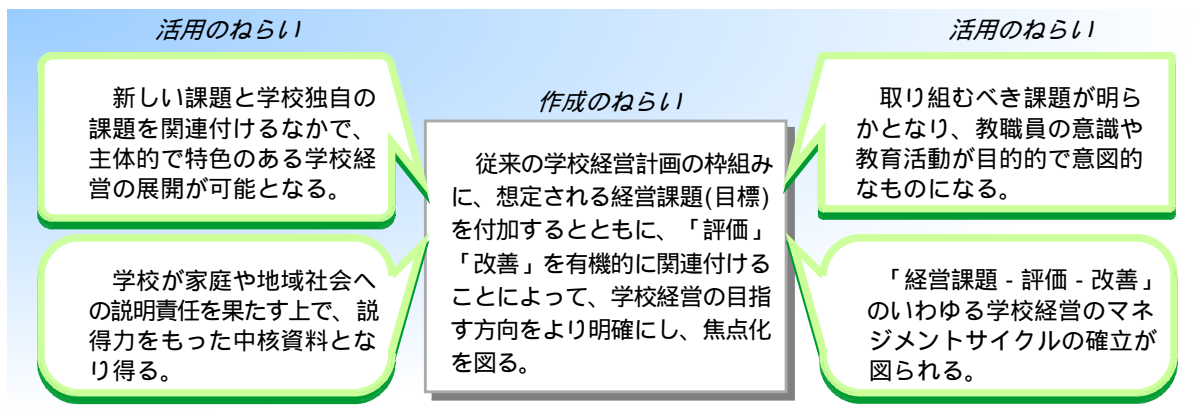 活用のねらい
新しい課題と学校独自の
課題を関連付けるなかで、
主体的で特色のある学校経
営の展開が可能となる。
学校が家庭や地域社会へ
の説明責任を果たす上で、説
得力をもった中核資料とな
り得る。
作成のねらい
従来の学校経営計画の枠組み
に、想定される経営課題(目標)
を付加するとともに、「評価」
「改善」を有機的に関連付ける
ことによって、学校経営の目指
す方向をより明確にし、焦点化
を図る。
活用のねらい
取り組むべき課題が明ら
かとなり、教職員の意識や
教育活動が目的的で意図的
なものになる。
「経営課題‐評価‐改善」
のいわゆる学校経営のマネ
ジメントサイクルの確立が
図られる。